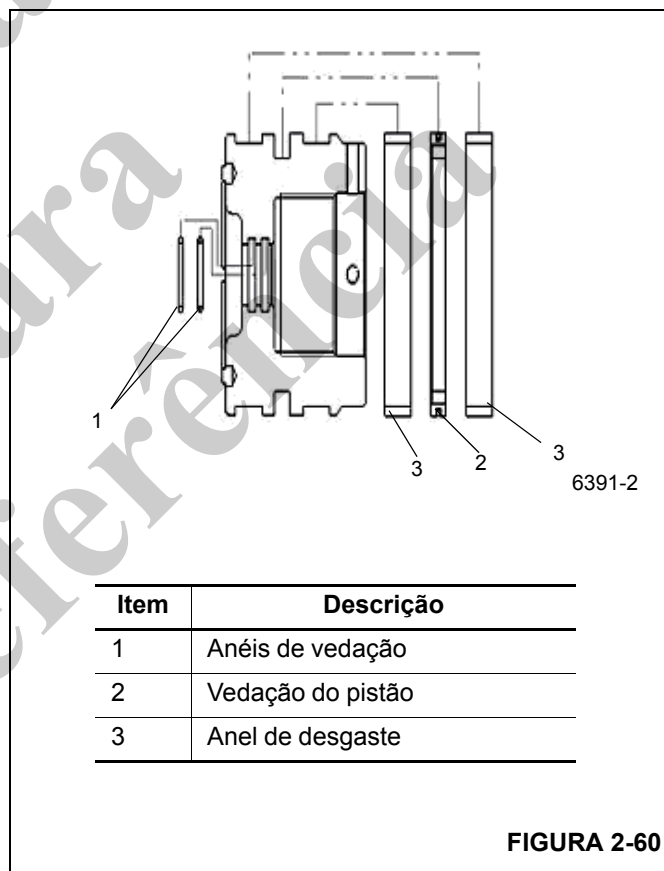 1
3
2
3
6391-2
Item Descrição
1 Anéis de vedação
2 Vedação do pistão
3 Anel de desgaste
FIGURA 2-60